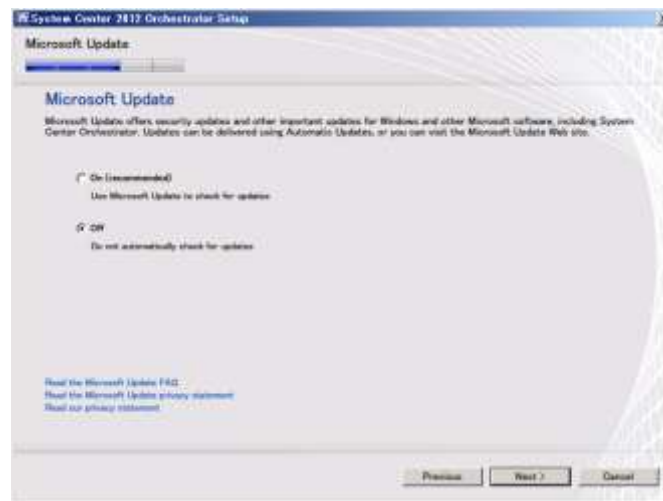 System Center 2012 Orchestrator Setup
Microsoft Update
Microsoft Update
Microsoft Update offers security updates and other important updates for Windows and other Microsoft software, including System
Center Orchestrator. Updates can be delivered using Automatic Updates, or you can visit the Microsoft Update Web site.
On (recommended)
Use Microsoft Update to check for updates
Off
Do not automatically check for updates
Read the Microsoft Update FAQ
Read the Microsoft Update privacy statement
Read our privacy statement
Previous
Next >
Cancel